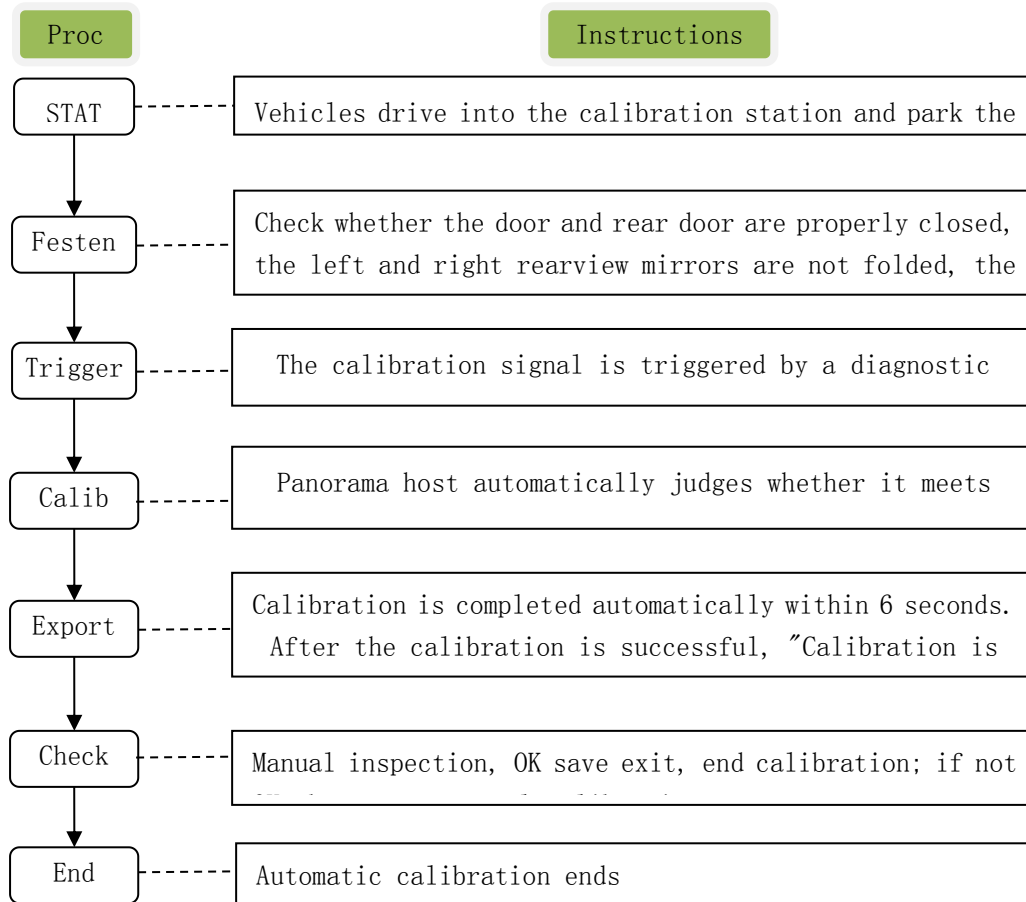 Proc
Instructions
STAT
Vehicles drive into the calibration station and park the
Festen
Check whether the door and rear door are properly closed,
the left and right rearview mirrors are not folded, the
Trigger
The calibration signal is triggered by a diagnostic
Calib
Panorama host automatically judges whether it meets
Export
Calibration is completed automatically within 6 seconds.
After the calibration is successful, "Calibration is
Check
Manual inspection, OK save exit, end calibration; if not
End
Automatic calibration ends